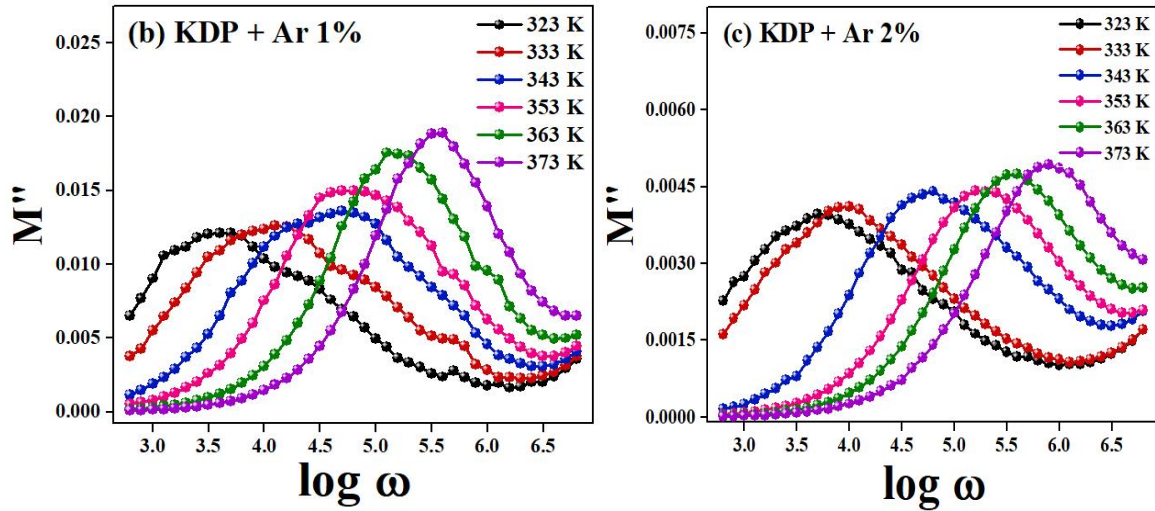 (b) KDP + Ar 1%
323 K
333 K
343 K
353 K
363 K
373 K
0.025
0.020
0.015
0.010
0.005
0.000
M"
3.0 3.5 4.0 4.5 5.0 5.5 6.0 6.5
log ω
(c) KDP + Ar 2%
323 K
333 K
343 K
353 K
363 K
373 K
0.0075
0.0060
0.0045
0.0030
0.0015
0.0000
M"
3.0 3.5 4.0 4.5 5.0 5.5 6.0 6.5
log ω